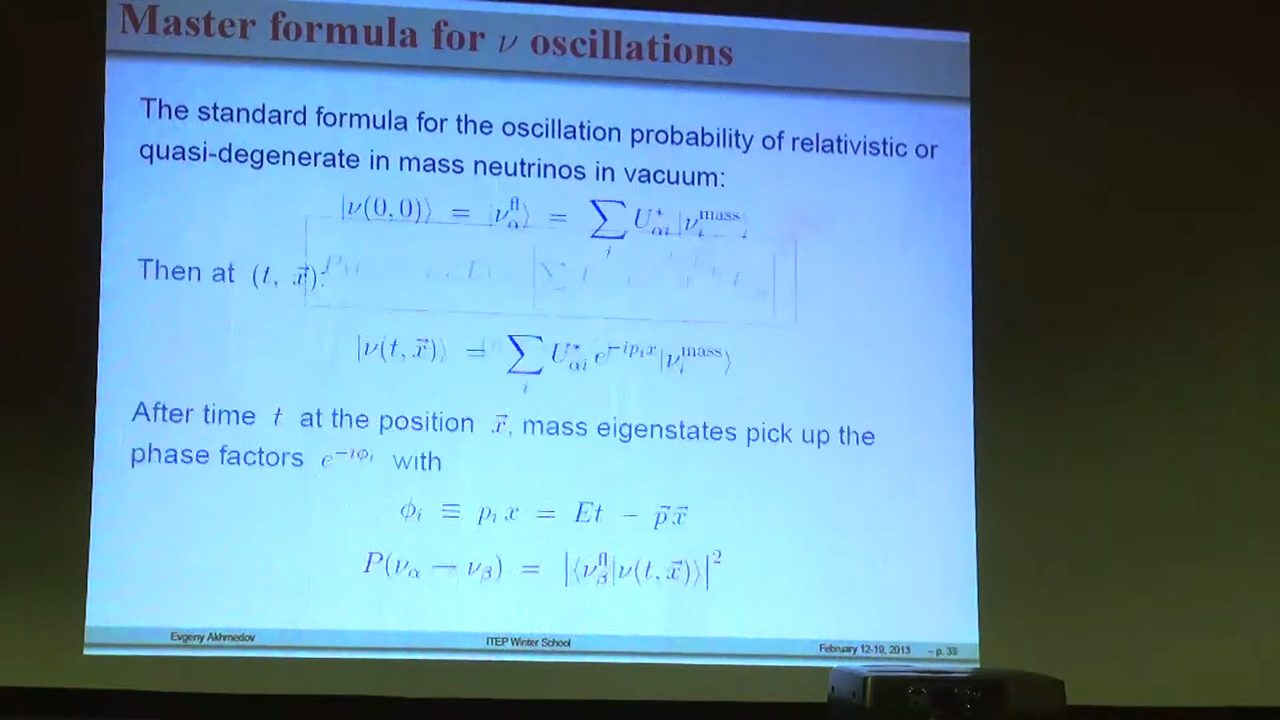 Master formula for ν oscillations
The standard formula for the oscillation probability of relativistic or
quasi-degenerate in mass neutrinos in vacuum:
|ν(0,0)⟩ = |ν_α^fl⟩ = ∑_i U*_αi |ν_i^mass⟩
Then at (t, x⃗):
|ν(t, x⃗)⟩ = ∑_i U*_αi e^{−ip_i x} |ν_i^mass⟩
After time t at the position x⃗, mass eigenstates pick up the
phase factors e^{−iφ_i} with
φ_i ≡ p_i x = Et − p⃗x⃗
P(ν_α → ν_β) = |⟨ν_β^fl|ν(t, x⃗)⟩|²
Evgeny Akhmedov
ITEP Winter School
February 12-19, 2013
– p. 38